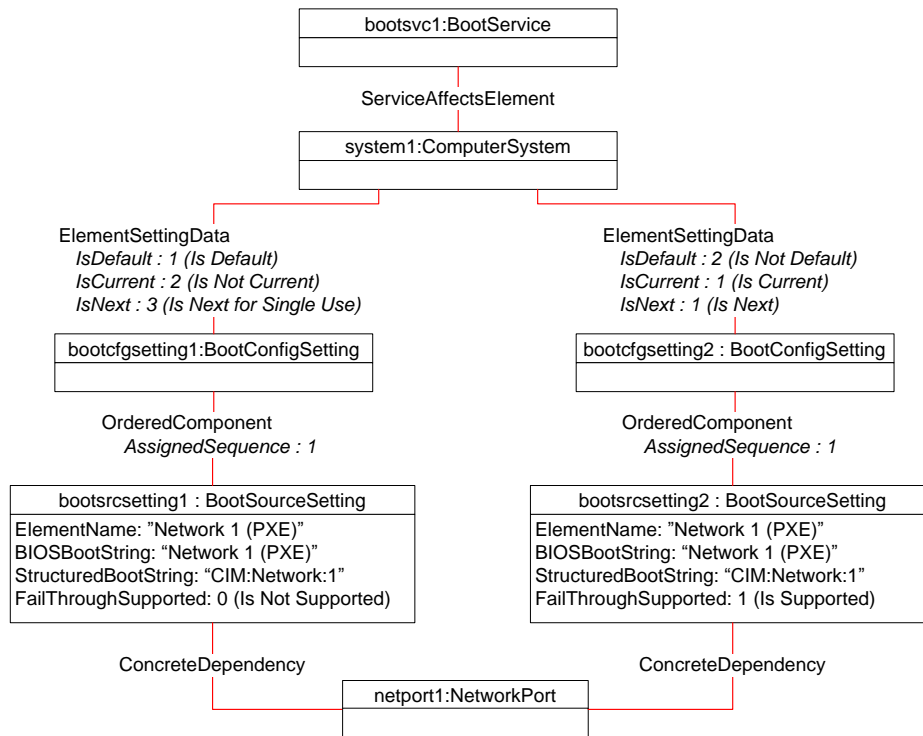 bootsvc1:BootService
ServiceAffectsElement
system1:ComputerSystem
ElementSettingData
IsDefault : 1 (Is Default)
IsCurrent : 2 (Is Not Current)
IsNext : 3 (Is Next for Single Use)
ElementSettingData
IsDefault : 2 (Is Not Default)
IsCurrent : 1 (Is Current)
IsNext : 1 (Is Next)
bootcfgsetting1:BootConfigSetting
bootcfgsetting2 : BootConfigSetting
OrderedComponent
AssignedSequence : 1
OrderedComponent
AssignedSequence : 1
bootsrcsetting1 : BootSourceSetting
ElementName: ”Network 1 (PXE)”
BIOSBootString: “Network 1 (PXE)”
StructuredBootString: “CIM:Network:1”
FailThroughSupported: 0 (Is Not Supported)
bootsrcsetting2 : BootSourceSetting
ElementName: ”Network 1 (PXE)”
BIOSBootString: “Network 1 (PXE)”
StructuredBootString: “CIM:Network:1”
FailThroughSupported: 1 (Is Supported)
ConcreteDependency
ConcreteDependency
netport1:NetworkPort